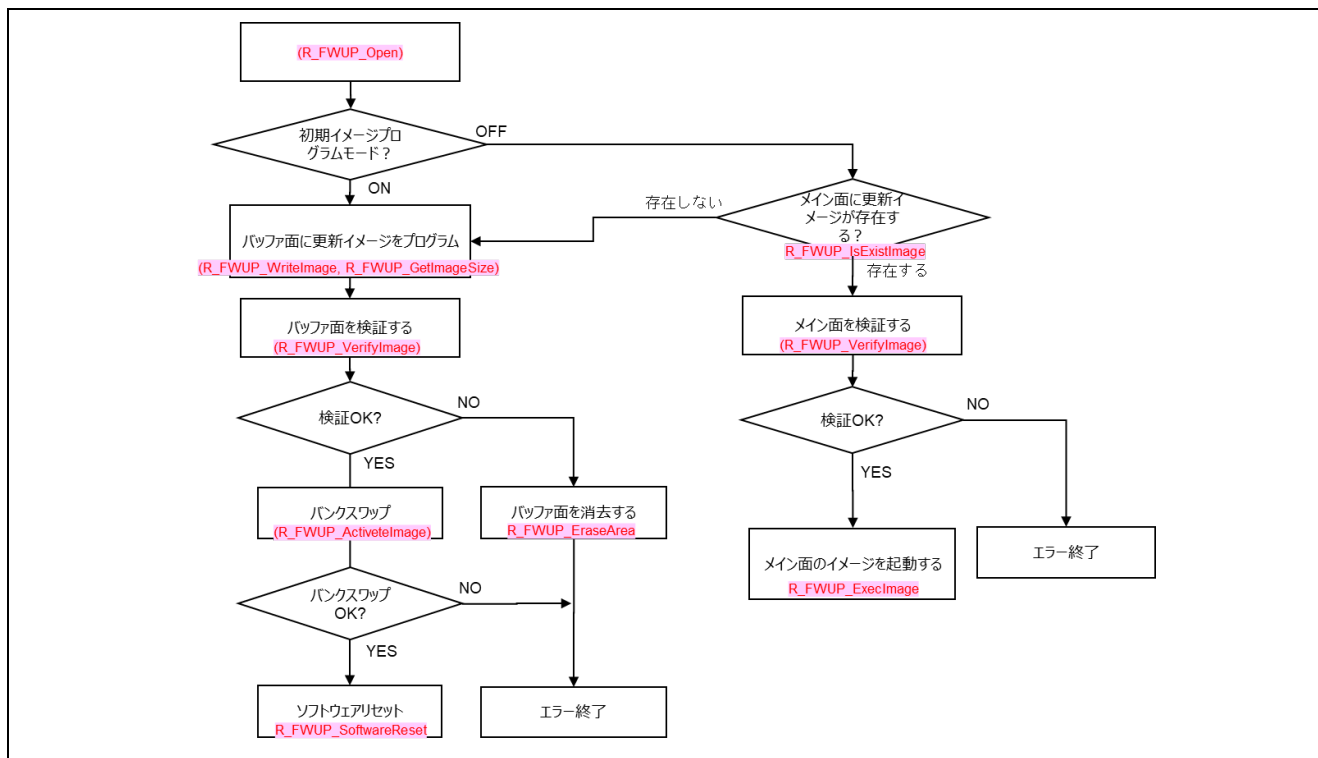 (R_FWUP_Open)
初期イメージプロ
グラムモード？
OFF
ON
メイン面に更新イ
メージが存在す
る？
R_FWUP_IsExistImage
存在しない
存在する
バッファ面に更新イメージをプログラム
(R_FWUP_WriteImage, R_FWUP_GetImageSize)
バッファ面を検証する
(R_FWUP_VerifyImage)
メイン面を検証する
(R_FWUP_VerifyImage)
検証OK?
NO
YES
検証OK?
NO
YES
バンクスワップ
(R_FWUP_ActiveteImage)
バッファ面を消去する
R_FWUP_EraseArea
メイン面のイメージを起動する
R_FWUP_ExecImage
エラー終了
バンクスワップ
OK?
NO
YES
ソフトウェアリセット
R_FWUP_SoftwareReset
エラー終了